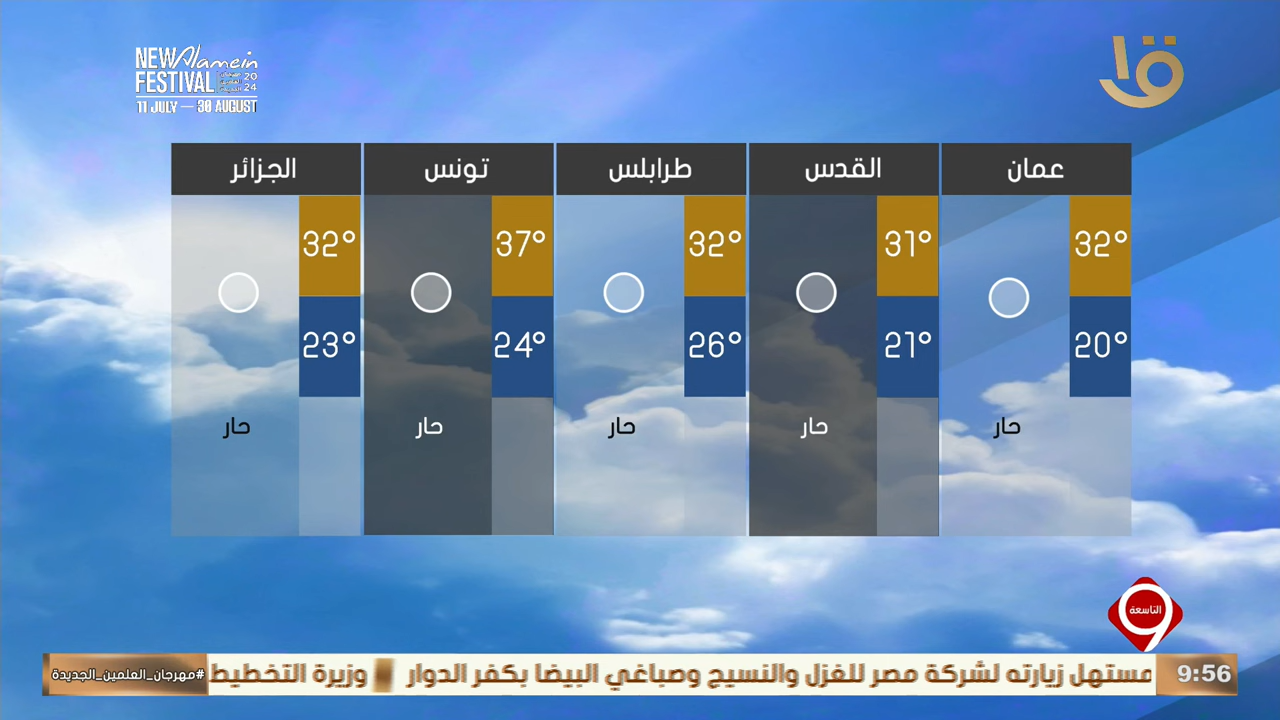 NEW Alamein
FESTIVAL 2024
11 JULY — 30 AUGUST
عمان
القدس
طرابلس
تونس
الجزائر
32°
31°
32°
37°
32°
20°
21°
26°
24°
23°
حار
حار
حار
حار
حار
التاسعة
9
9:56
مستهل زيارته لشركة مصر للغزل والنسيج وصباغي البيضا بكفر الدوار
وزيرة التخطيط
#مهرجان_العلمين_الجديدة